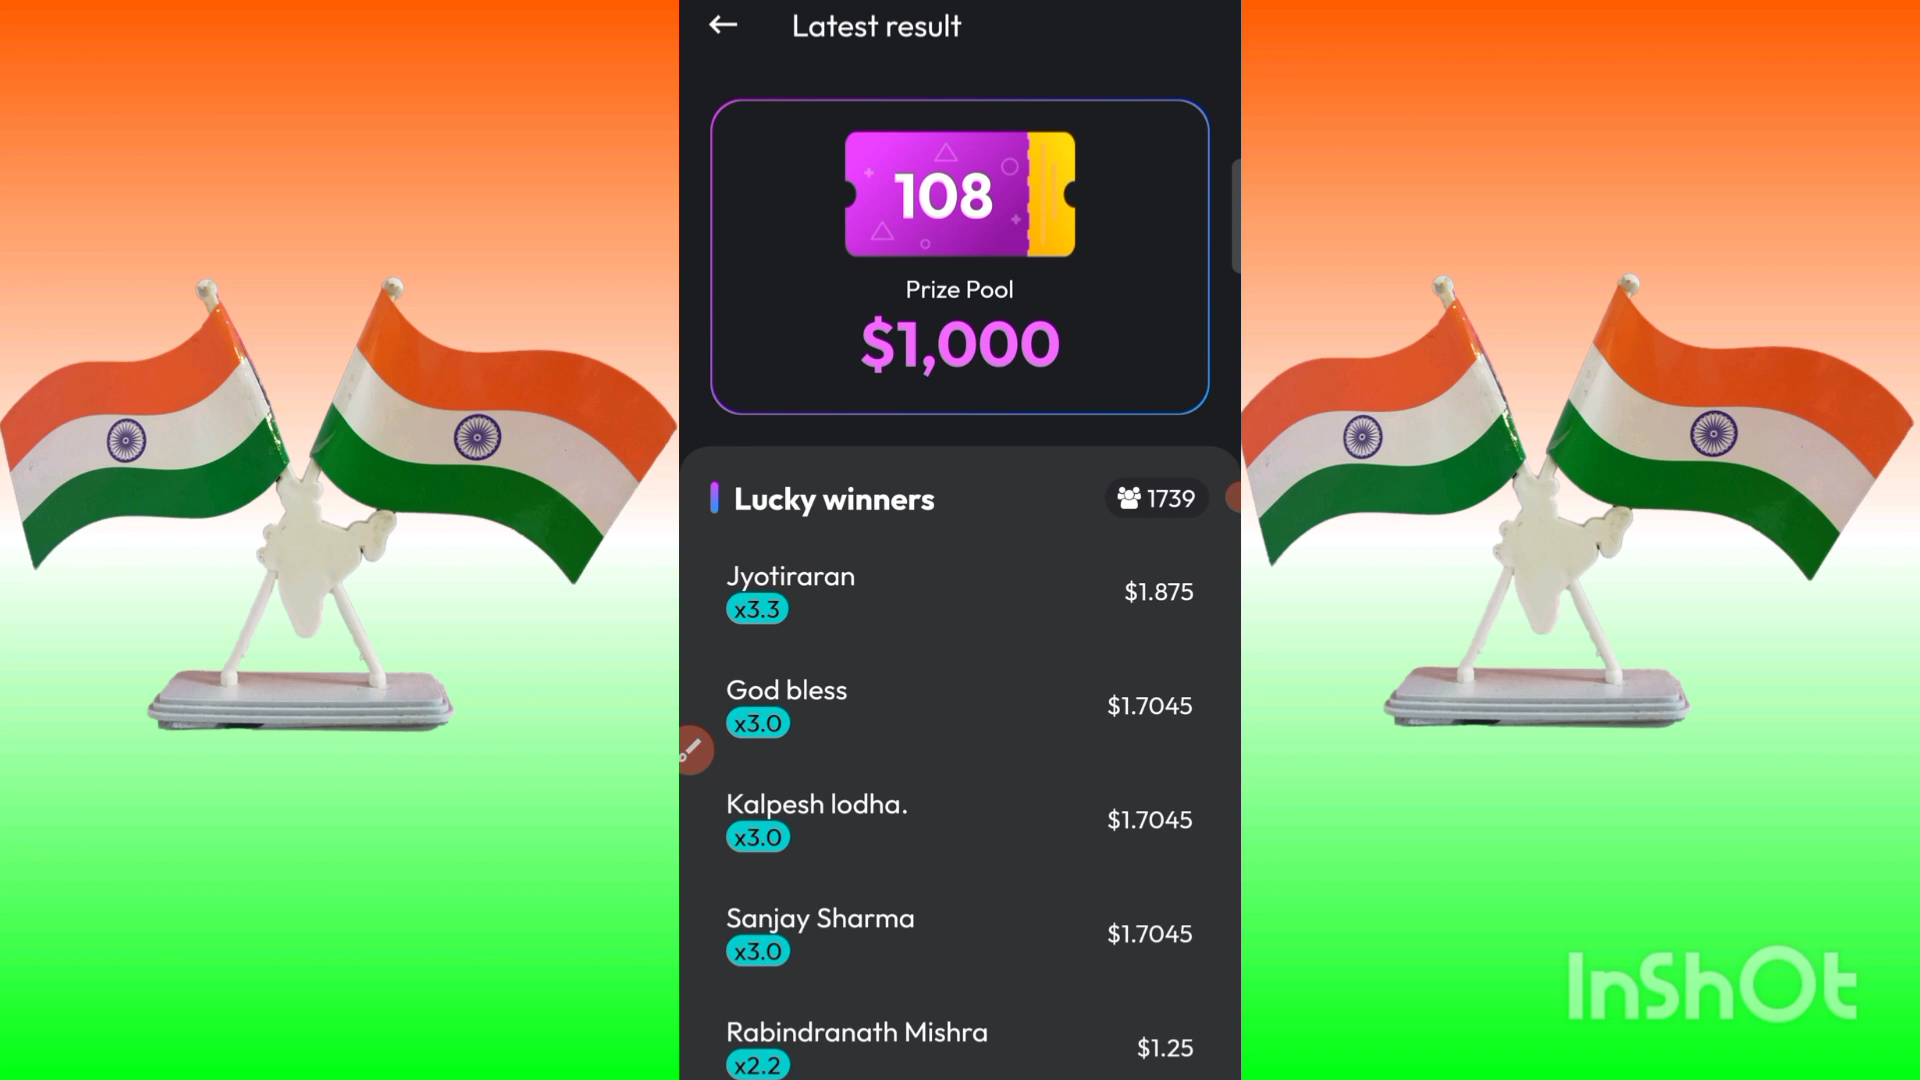 Latest result
108
Prize Pool
$1,000
Lucky winners 1739
Jyotiraran
x3.3
$1.875
God bless
x3.0
$1.7045
Kalpesh lodha.
x3.0
$1.7045
Sanjay Sharma
x3.0
$1.7045
Rabindranath Mishra
x2.2
$1.25
InShOt